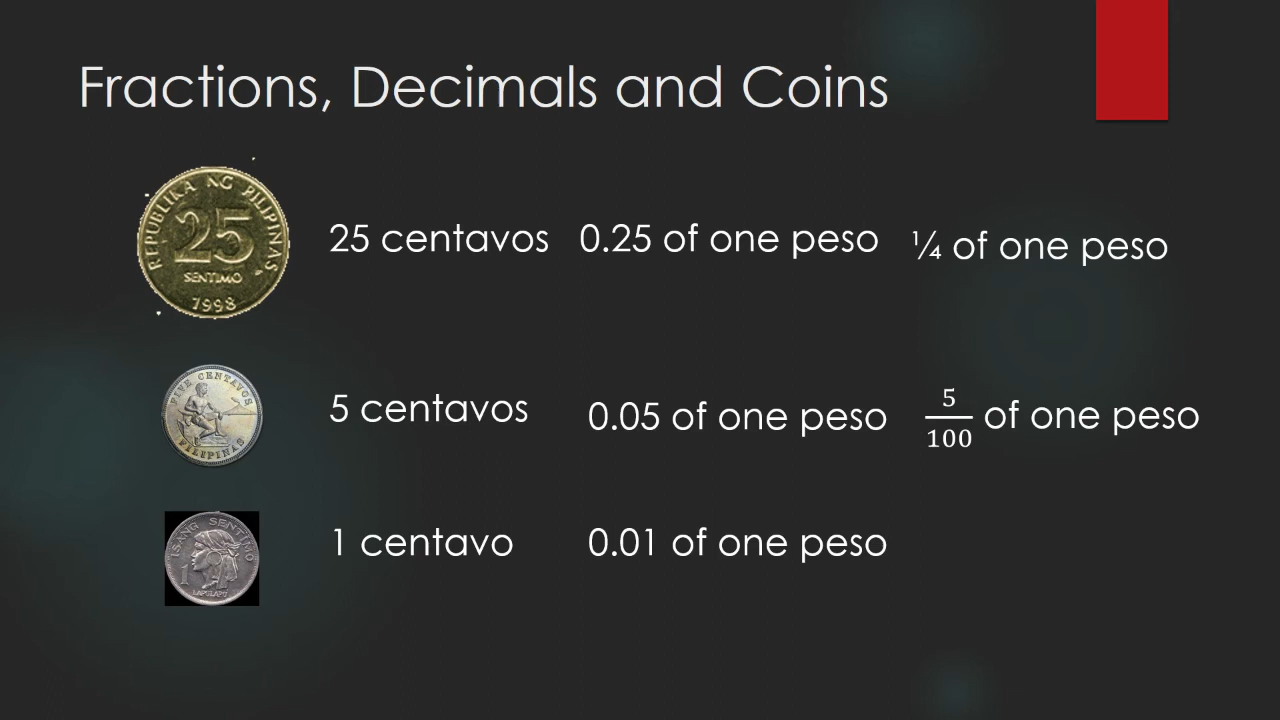 Fractions, Decimals and Coins
REPUBLIKA NG PILIPINAS
25
SENTIMO
1998
25 centavos 0.25 of one peso ¼ of one peso
FIVE CENTAVOS
FILIPINAS
5 centavos 0.05 of one peso 5/100 of one peso
ISANG SENTIMO
1
LAPULAPU
1 centavo 0.01 of one peso